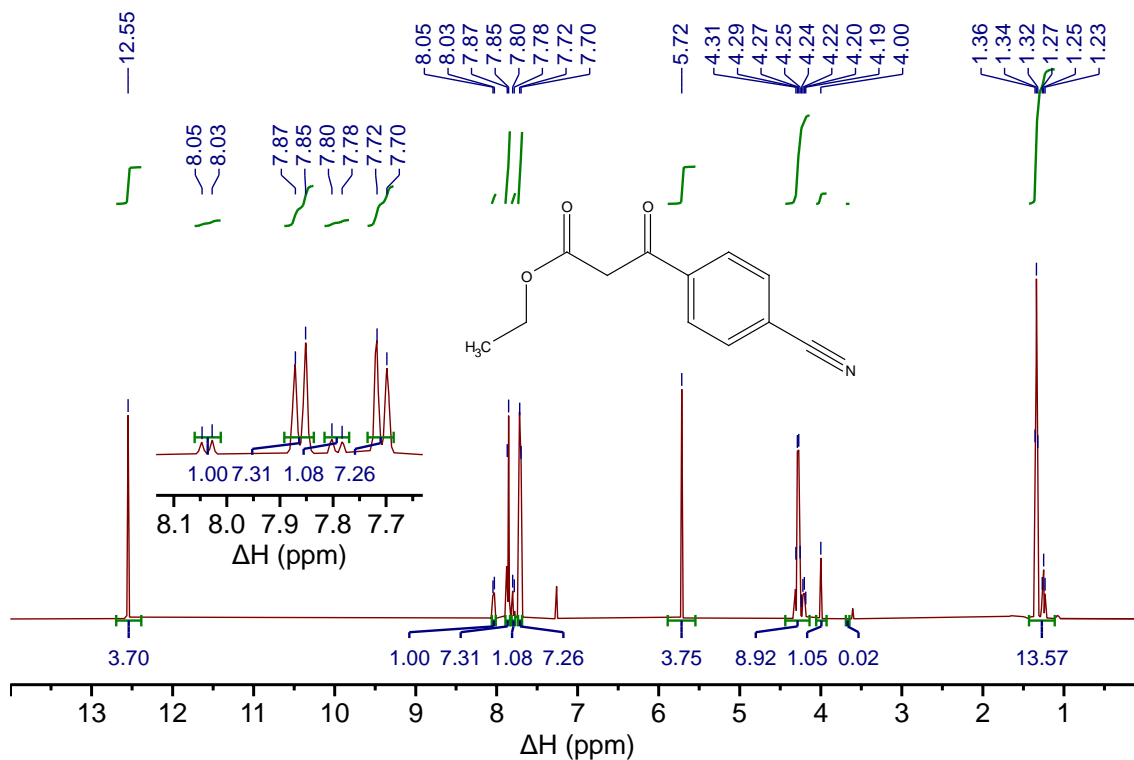 12.55 8.05 8.03 7.87 7.85 7.80 7.78 7.72 7.70 5.72 4.31 4.29 4.27 4.25 4.24 4.22 4.20 4.19 4.00 1.36 1.34 1.32 1.27 1.25 1.23
8.05 8.03 7.87 7.85 7.80 7.78 7.72 7.70
O O
O
H3C
N
1.00 7.31 1.08 7.26
8.1 8.0 7.9 7.8 7.7
ΔH (ppm)
3.70 1.00 7.31 1.08 7.26 3.75 8.92 1.05 0.02 13.57
13 12 11 10 9 8 7 6 5 4 3 2 1
ΔH (ppm)